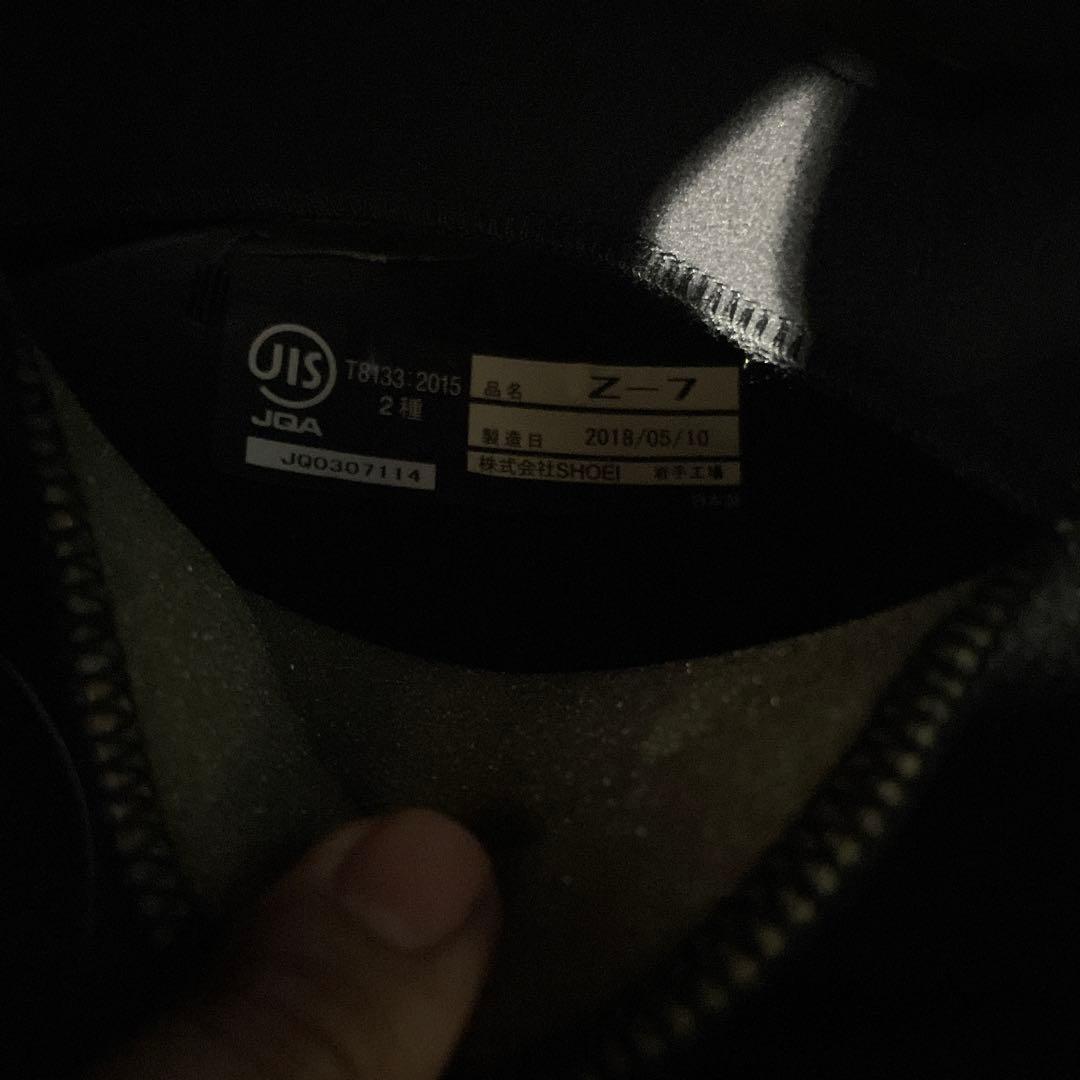 JIS
T8133:2015
2種
JQA
JQ0307114
品名 Z-7
製造日 2018/05/10
株式会社SHOEI 岩手工場